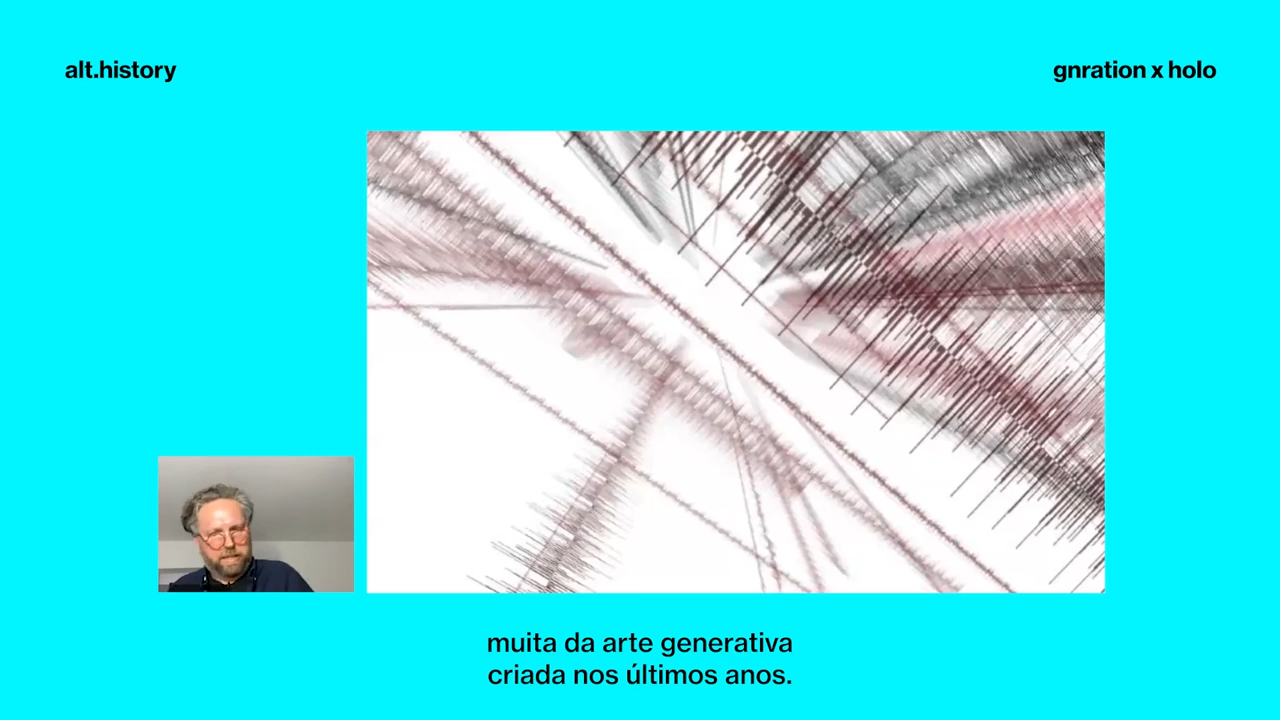 alt.history
gnration x holo
muita da arte generativa
criada nos últimos anos.